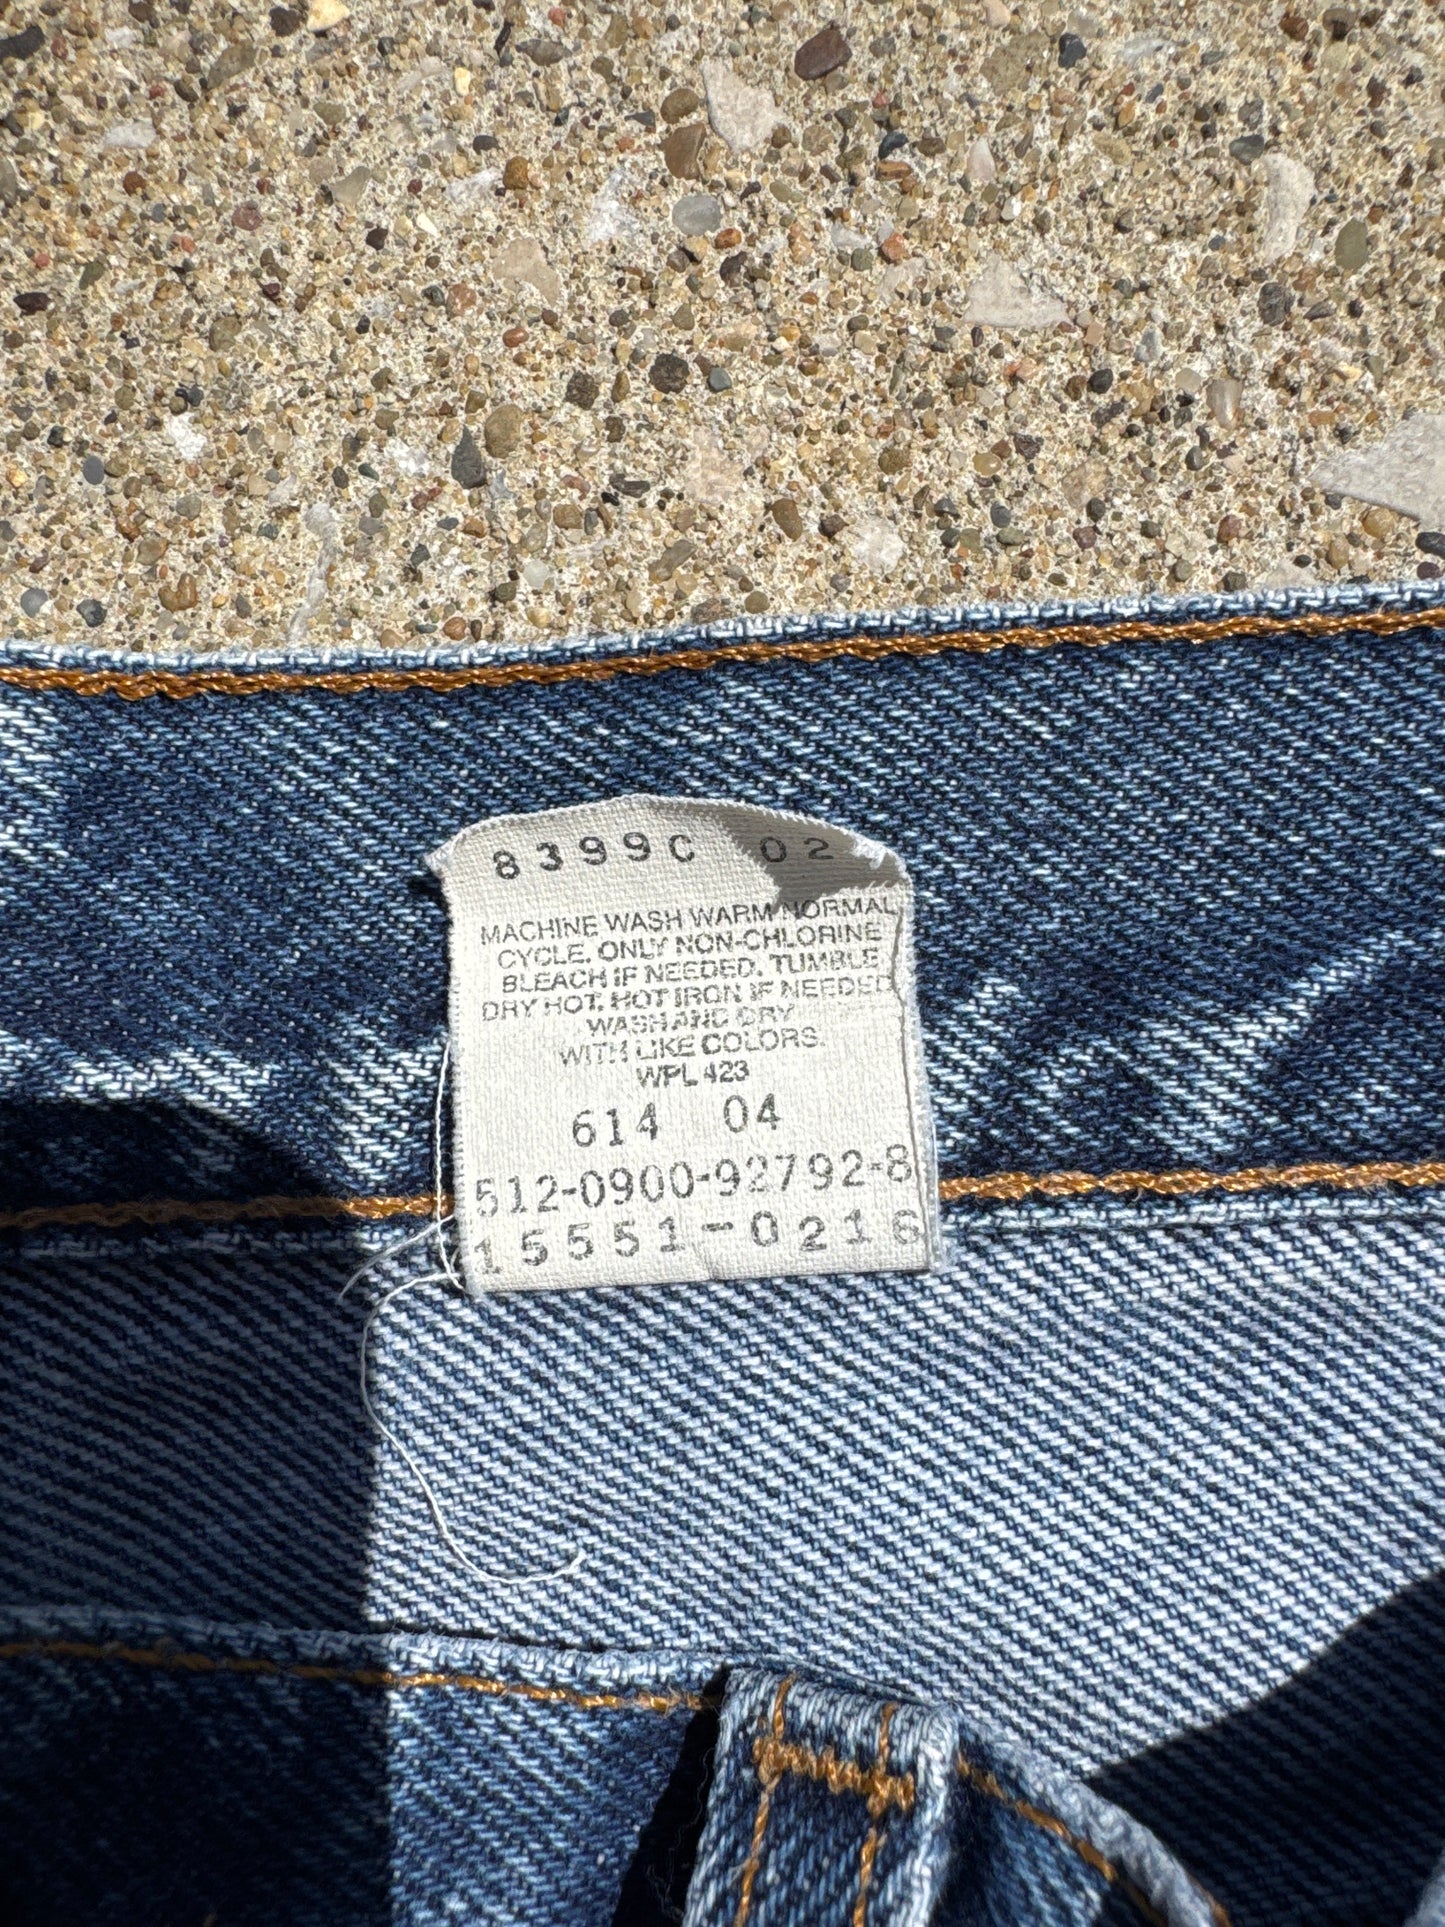 8399C 02
MACHINE WASH WARM NORMAL
CYCLE. ONLY NON-CHLORINE
BLEACH IF NEEDED. TUMBLE
DRY HOT. HOT IRON IF NEEDED
WASH AND DRY
WITH LIKE COLORS.
WPL 423
614 04
512-0900-92792-8
15551-0216